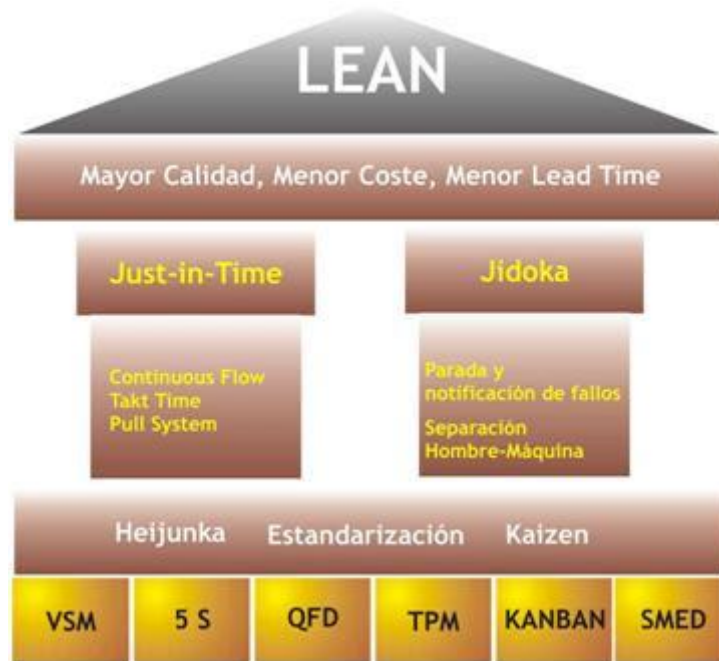 LEAN
Mayor Calidad, Menor Coste, Menor Lead Time
Just-in-Time
Jidoka
Continuous Flow
Takt Time
Pull System
Parada y
notificación de fallos
Separación
Hombre-Máquina
Heijunka Estandarización Kaizen
VSM 5 S QFD TPM KANBAN SMED